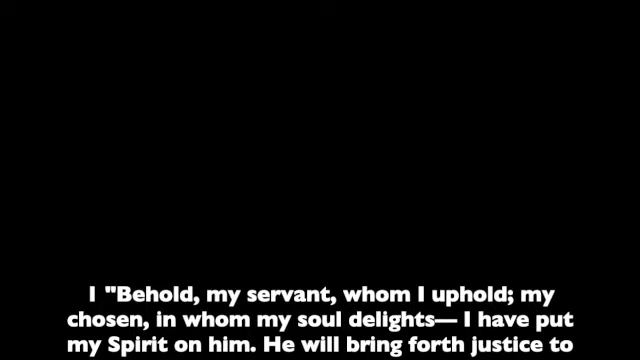 1 "Behold, my servant, whom I uphold; my
chosen, in whom my soul delights— I have put
my Spirit on him. He will bring forth justice to